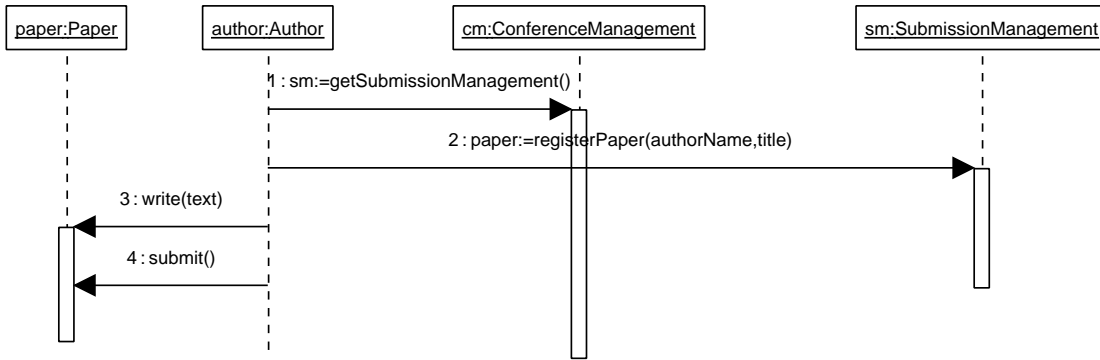 paper:Paper
author:Author
cm:ConferenceManagement
sm:SubmissionManagement
1 : sm:=getSubmissionManagement()
2 : paper:=registerPaper(authorName,title)
3 : write(text)
4 : submit()